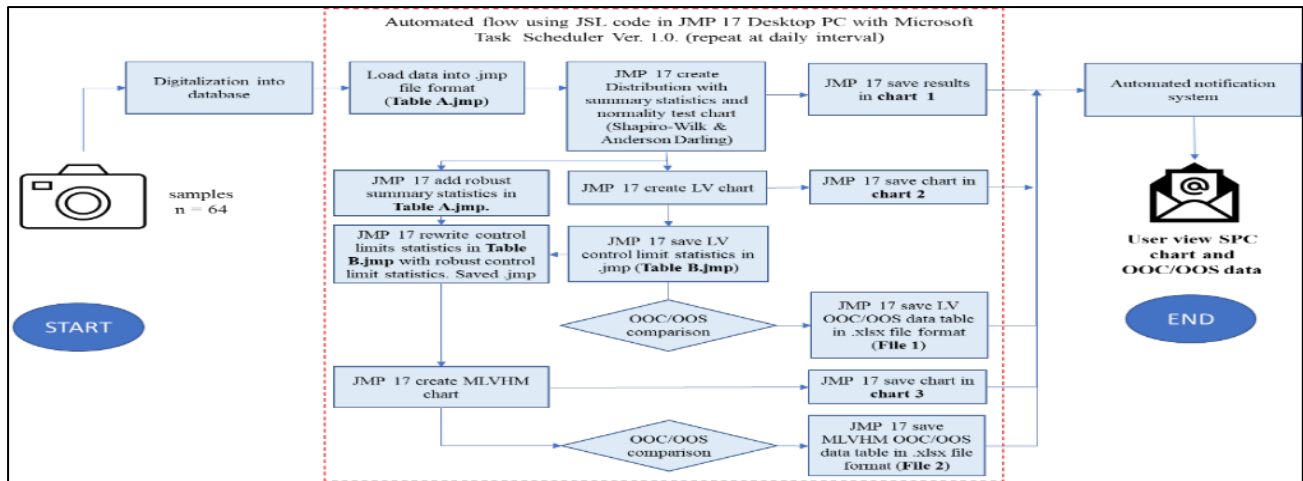 Automated flow using JSL code in JMP 17 Desktop PC with Microsoft
Task Scheduler Ver. 1.0. (repeat at daily interval)
Digitalization into
database
Load data into .jmp
file format
(Table A.jmp)
JMP 17 create
Distribution with
summary statistics and
normality test chart
(Shapiro-Wilk &
Anderson Darling)
JMP 17 save results
in chart 1
Automated notification
system
samples
n = 64
JMP 17 add robust
summary statistics in
Table A.jmp.
JMP 17 create LV chart
JMP 17 save chart in
chart 2
@
JMP 17 rewrite control
limits statistics in Table
B.jmp with robust control
limit statistics. Saved .jmp
JMP 17 save LV
control limit statistics
in .jmp (Table B.jmp)
User view SPC
chart and
OOC/OOS data
START
OOC/OOS
comparison
JMP 17 save LV
OOC/OOS data table
in .xlsx file format
(File 1)
END
JMP 17 create MLVHM
chart
JMP 17 save chart in
chart 3
OOC/OOS
comparison
JMP 17 save
MLVHM OOC/OOS
data table in .xlsx file
format (File 2)